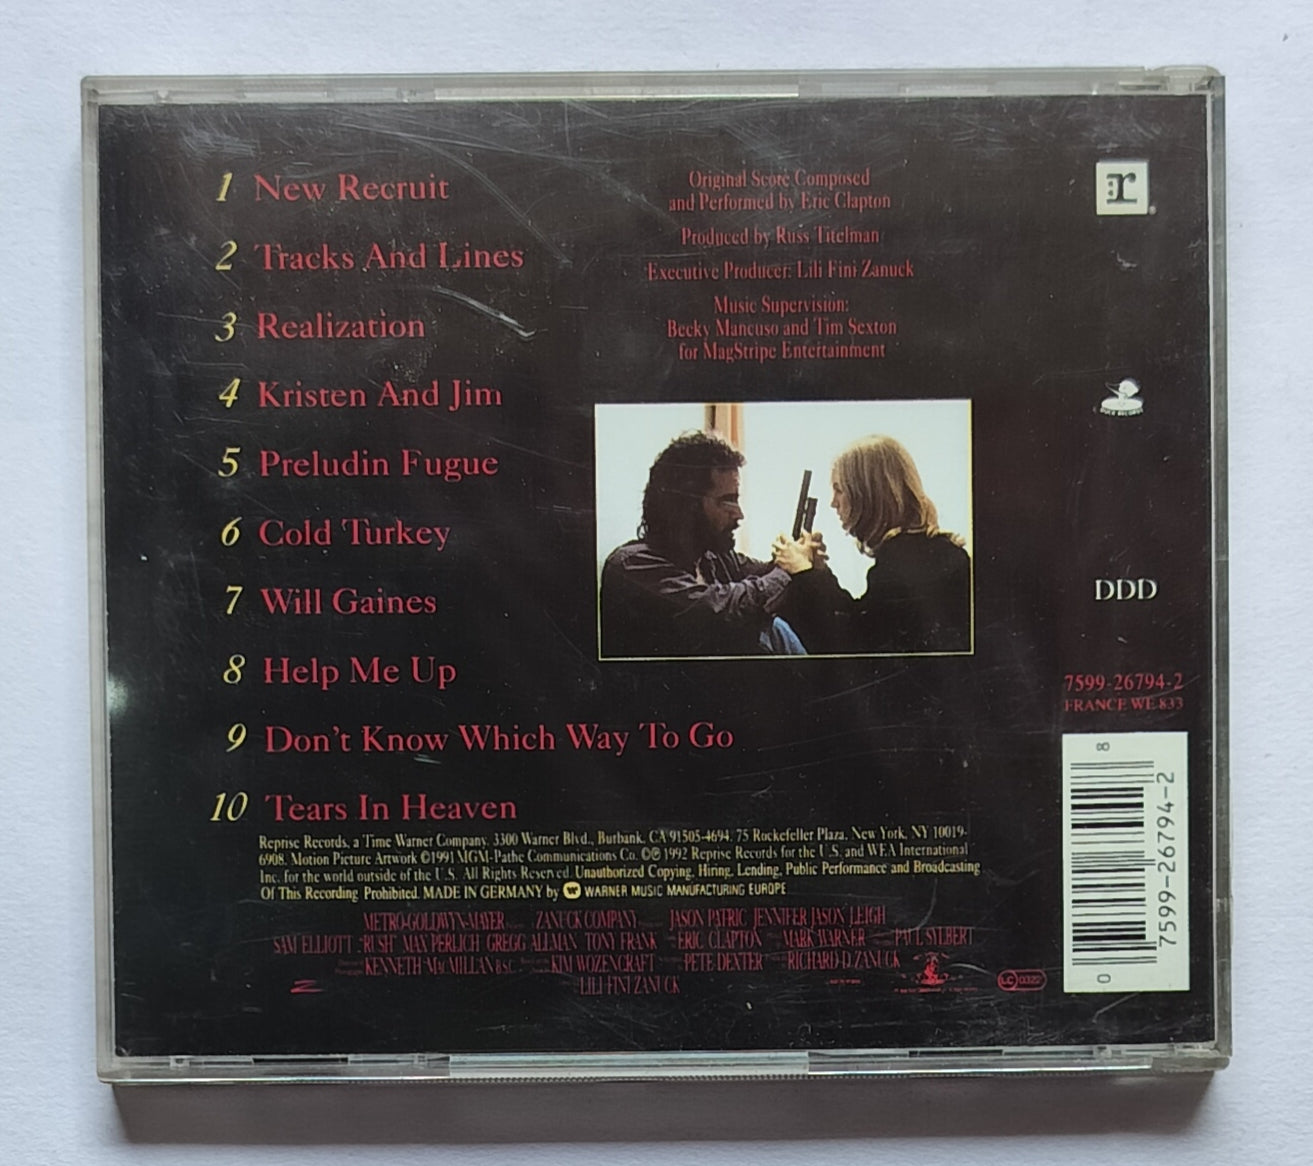 1 New Recruit
2 Tracks And Lines
3 Realization
4 Kristen And Jim
5 Preludin Fugue
6 Cold Turkey
7 Will Gaines
8 Help Me Up
9 Don't Know Which Way To Go
10 Tears In Heaven
Original Score Composed
and Performed by Eric Clapton
Produced by Russ Titelman
Executive Producer: Lili Fini Zanuck
Music Supervision:
Becky Mancuso and Tim Sexton
for MagStripe Entertainment
r
DUCK RECORDS
DDD
7599-26794-2
FRANCE WE 833
8
7599-26794-2
0
Reprise Records, a Time Warner Company, 3300 Warner Blvd., Burbank, CA 91505-4694. 75 Rockefeller Plaza, New York, NY 10019-
6908. Motion Picture Artwork ©1991 MGM-Pathe Communications Co. ©℗ 1992 Reprise Records for the U.S. and WEA International
Inc. for the world outside of the U.S. All Rights Reserved. Unauthorized Copying, Hiring, Lending, Public Performance and Broadcasting
Of This Recording Prohibited. MADE IN GERMANY by WARNER MUSIC MANUFACTURING EUROPE
METRO-GOLDWYN-MAYER ZANUCK COMPANY JASON PATRIC JENNIFER JASON LEIGH
SAM ELLIOTT "RUSH" MAX PERLICH GREGG ALLMAN TONY FRANK ERIC CLAPTON MARK WARNER PAUL SYLBERT
KENNETH MACMILLAN B.S.C. KIM WOZENCRAFT PETE DEXTER RICHARD D. ZANUCK
LILI FINI ZANUCK
LC 0322